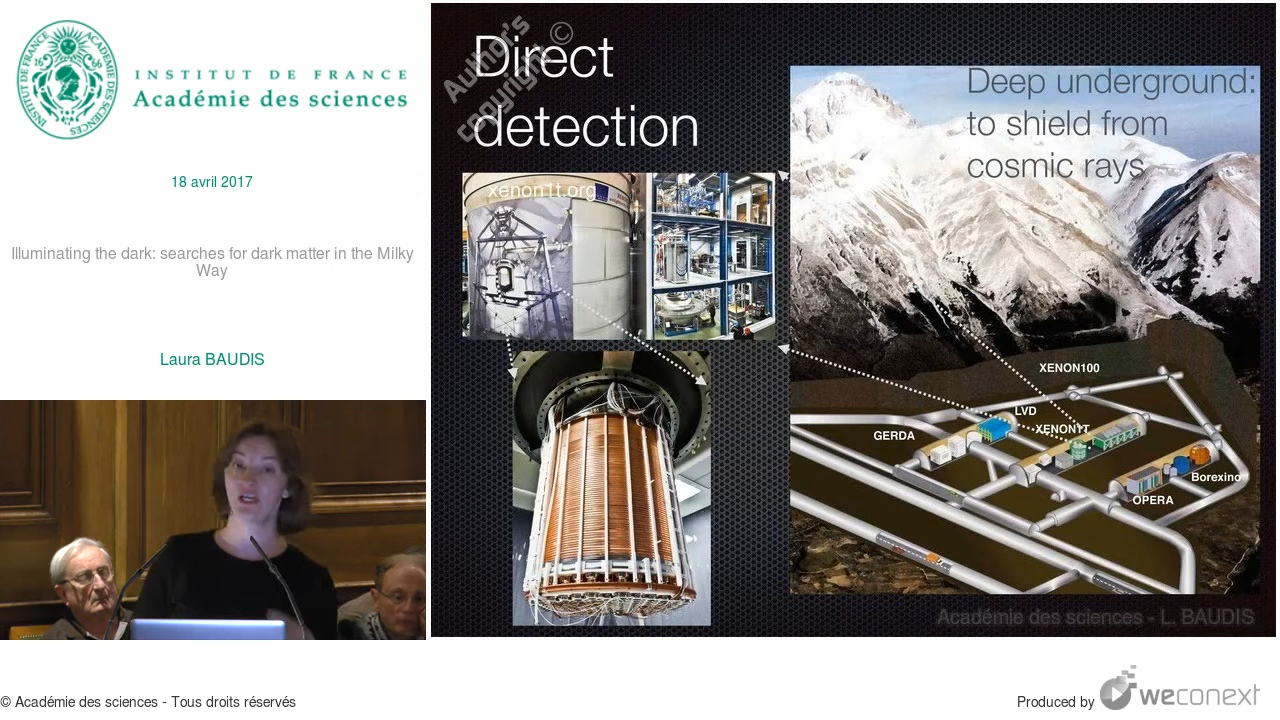 INSTITUT DE FRANCE
Académie des sciences
18 avril 2017
Illuminating the dark: searches for dark matter in the Milky
Way
Laura BAUDIS
Direct
detection
Author's
Copyright ©
xenon1t.org
Deep underground:
to shield from
cosmic rays
XENON100
LVD
XENON1T
GERDA
Borexino
OPERA
Académie des sciences - L. BAUDIS
© Académie des sciences - Tous droits réservés
Produced by weconext